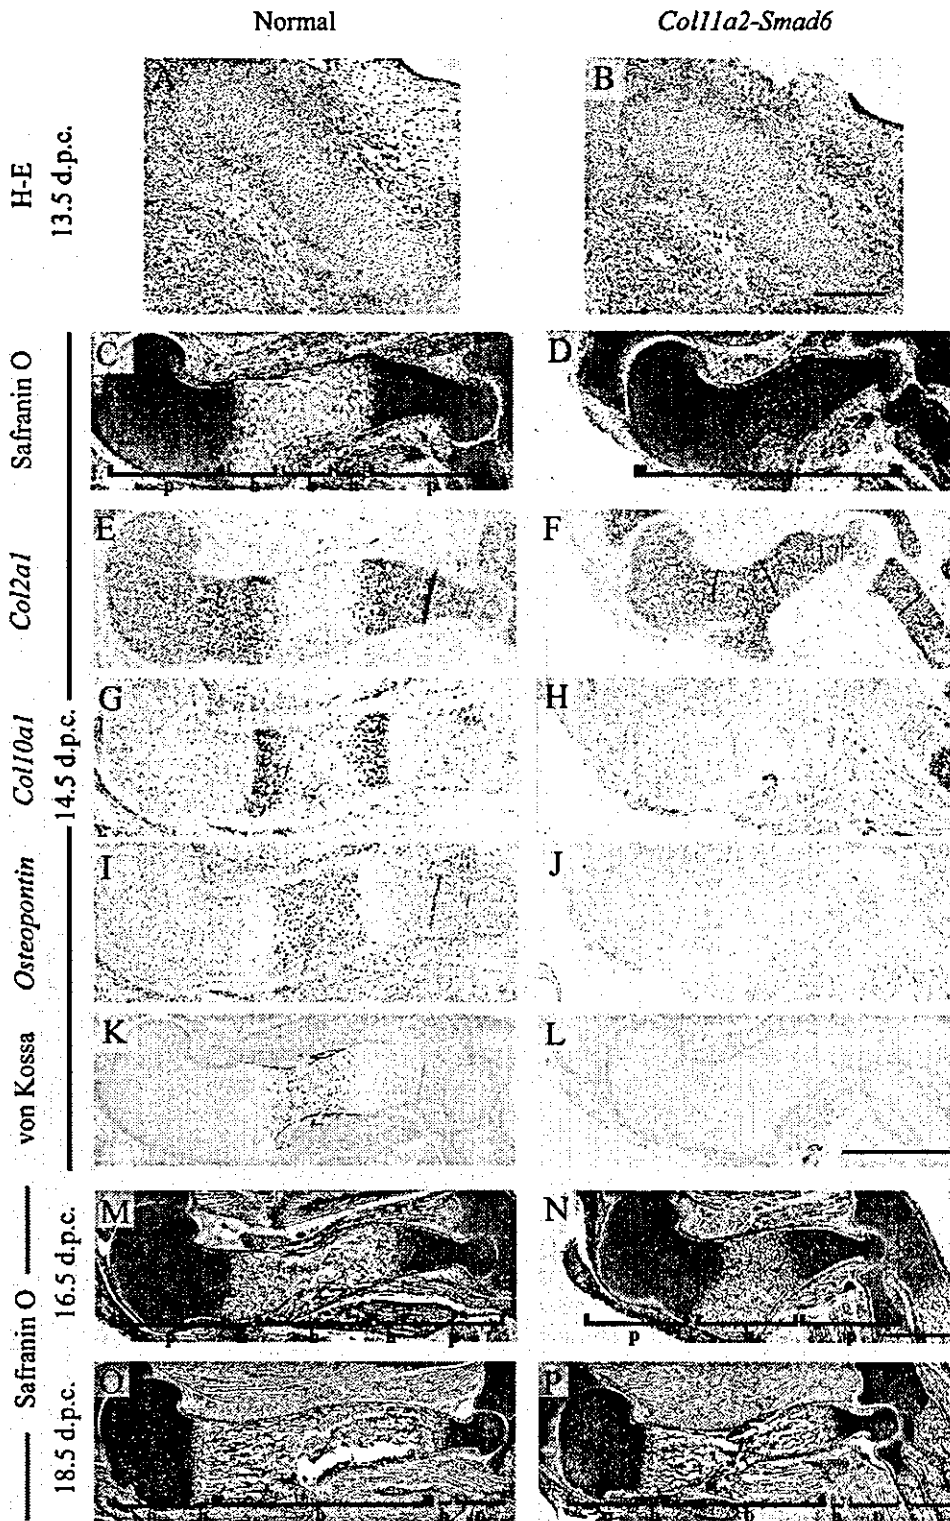 Normal
Col11a2-Smad6
H-E
13.5 d.p.c.
A
B
Safranin O
C
D
p
h
p
Col2a1
E
F
14.5 d.p.c.
Col10a1
G
H
Osteopontin
I
J
von Kossa
K
L
Safranin O
16.5 d.p.c.
M
N
p
p
p
h
p
18.5 d.p.c.
O
P